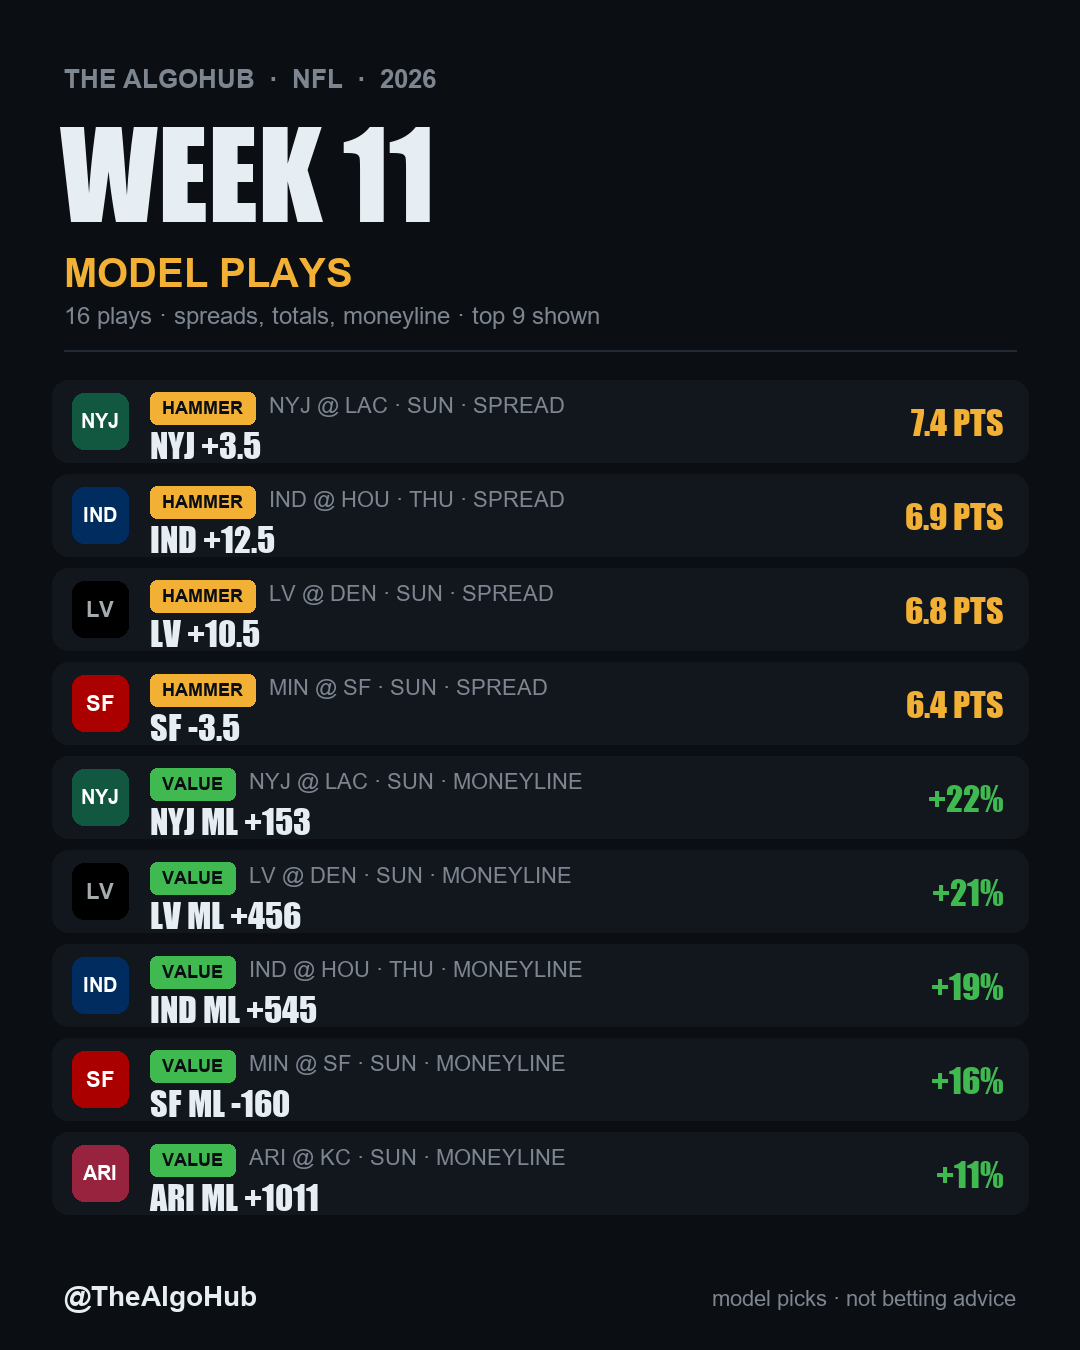 THE ALGOHUB · NFL · 2026
WEEK 11
MODEL PLAYS
16 plays · spreads, totals, moneyline · top 9 shown
NYJ HAMMER NYJ @ LAC · SUN · SPREAD
NYJ +3.5 7.4 PTS
IND HAMMER IND @ HOU · THU · SPREAD
IND +12.5 6.9 PTS
LV HAMMER LV @ DEN · SUN · SPREAD
LV +10.5 6.8 PTS
SF HAMMER MIN @ SF · SUN · SPREAD
SF -3.5 6.4 PTS
NYJ VALUE NYJ @ LAC · SUN · MONEYLINE
NYJ ML +153 +22%
LV VALUE LV @ DEN · SUN · MONEYLINE
LV ML +456 +21%
IND VALUE IND @ HOU · THU · MONEYLINE
IND ML +545 +19%
SF VALUE MIN @ SF · SUN · MONEYLINE
SF ML -160 +16%
ARI VALUE ARI @ KC · SUN · MONEYLINE
ARI ML +1011 +11%
@TheAlgoHub model picks · not betting advice